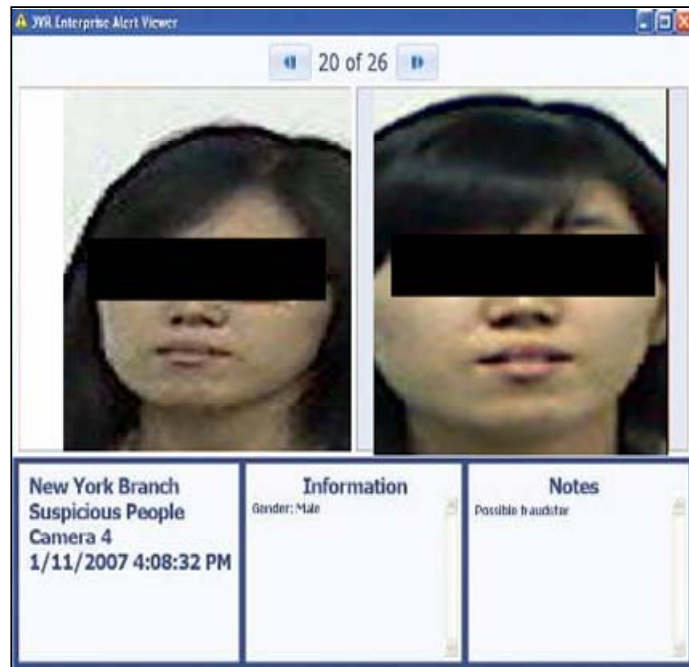 JVR Enterprise Alert Viewer
20 of 26
New York Branch
Suspicious People
Camera 4
1/11/2007 4:08:32 PM
Information
Gender: Male
Notes
Possible fraudster